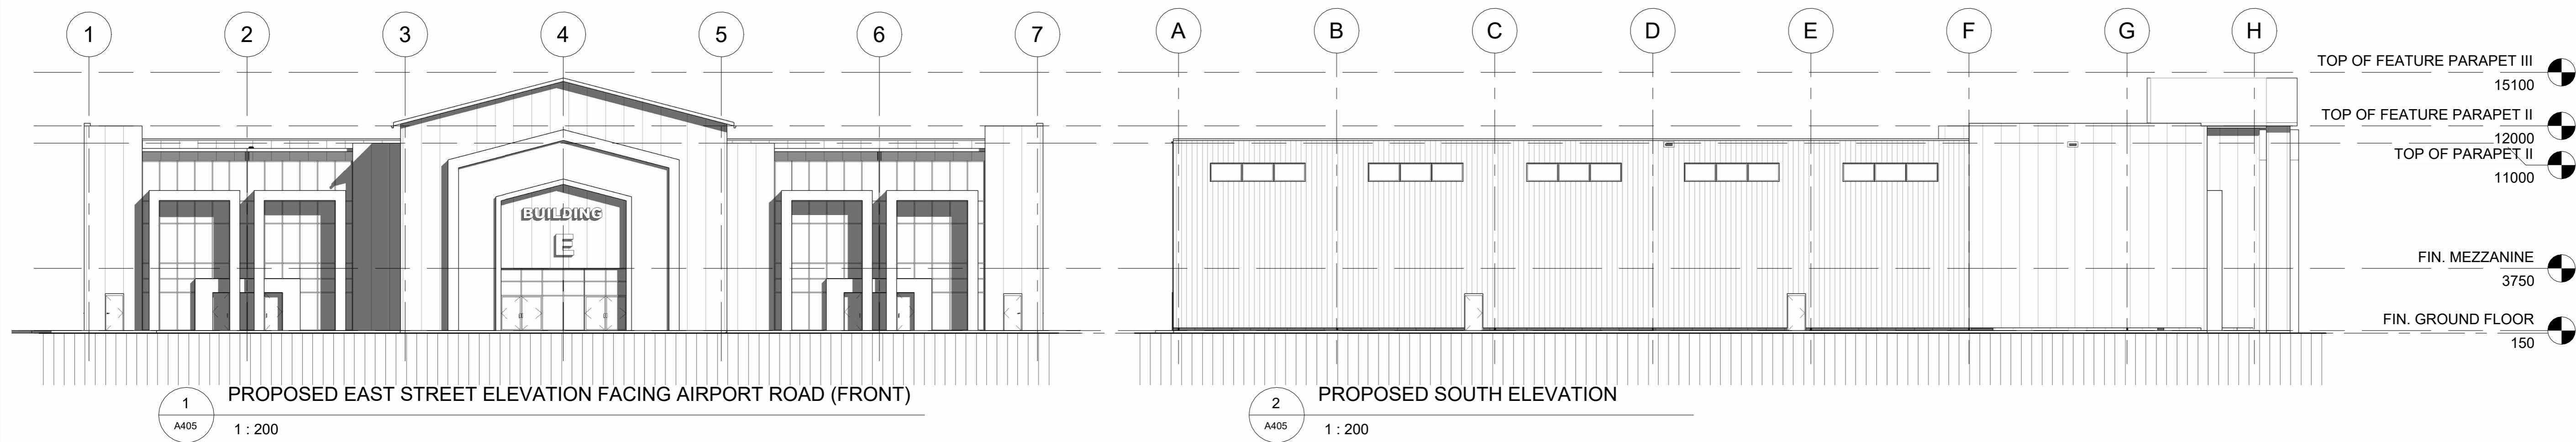 1 2 3 4 5 6 7 A B C D E F G H
TOP OF FEATURE PARAPET III
15100
TOP OF FEATURE PARAPET II
12000
TOP OF PARAPET II
11000
BUILDING
E
FIN. MEZZANINE
3750
FIN. GROUND FLOOR
150
1
A405
PROPOSED EAST STREET ELEVATION FACING AIRPORT ROAD (FRONT)
1 : 200
2
A405
PROPOSED SOUTH ELEVATION
1 : 200